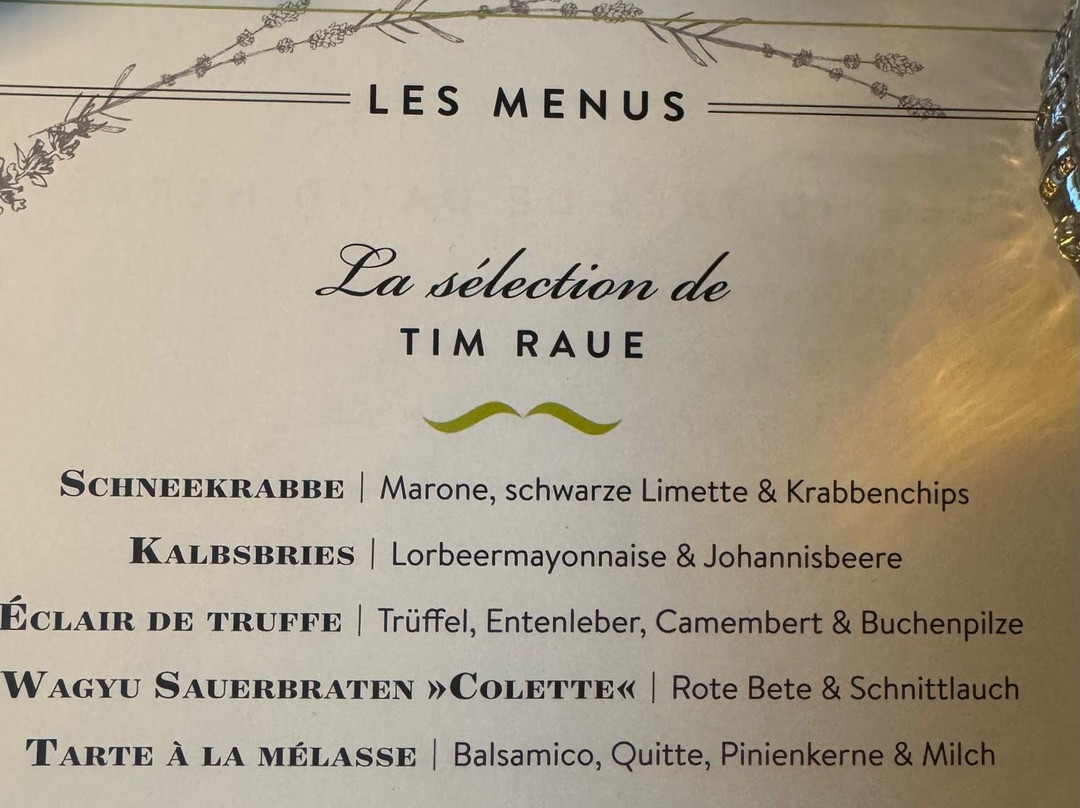 LES MENUS
La sélection de
TIM RAUE
SCHNEEKRABBE | Marone, schwarze Limette & Krabbenchips
KALBSBRIES | Lorbeermayonnaise & Johannisbeere
ÉCLAIR DE TRUFFE | Trüffel, Entenleber, Camembert & Buchenpilze
WAGYU SAUERBRATEN »COLETTE« | Rote Bete & Schnittlauch
TARTE À LA MÉLASSE | Balsamico, Quitte, Pinienkerne & Milch